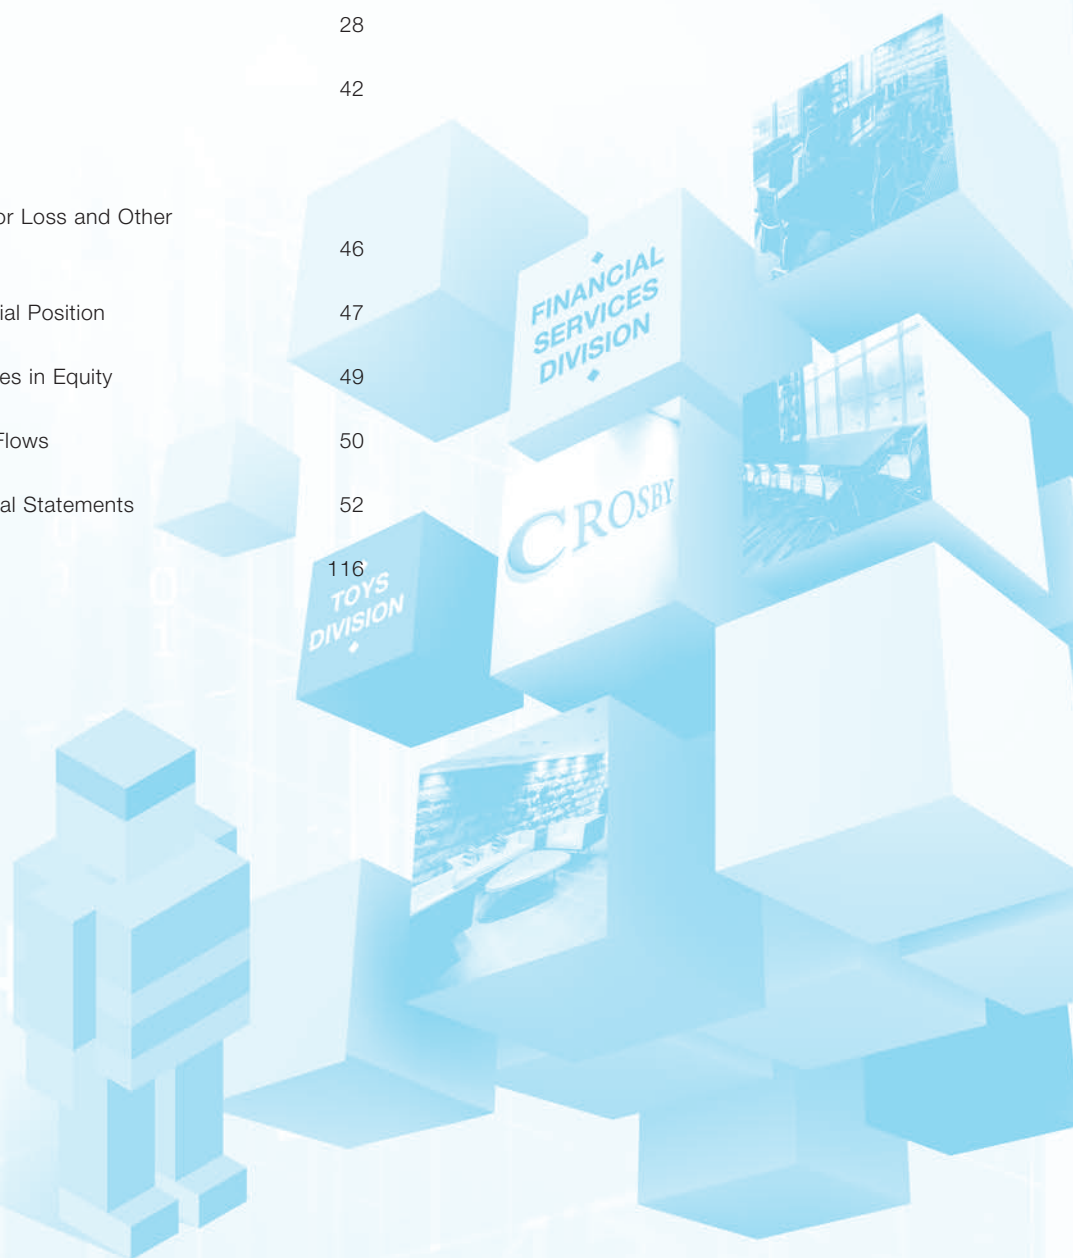 28
42
or Loss and Other
46
ial Position 47
es in Equity 49
Flows 50
al Statements 52
116
FINANCIAL
SERVICES
DIVISION
CROSBY
TOYS
DIVISION